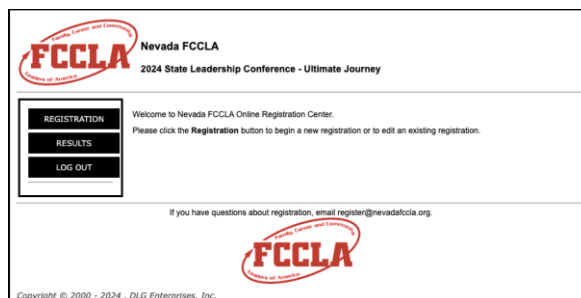 Family, Career and Community
FCCLA
Leaders of America
Nevada FCCLA
2024 State Leadership Conference - Ultimate Journey
REGISTRATION
RESULTS
LOG OUT
Welcome to Nevada FCCLA Online Registration Center.
Please click the Registration button to begin a new registration or to edit an existing registration.
If you have questions about registration, email register@nevadafccla.org.
Family, Career and Community
FCCLA
Leaders of America
Copyright © 2000 - 2024 , DLG Enterprises, Inc.